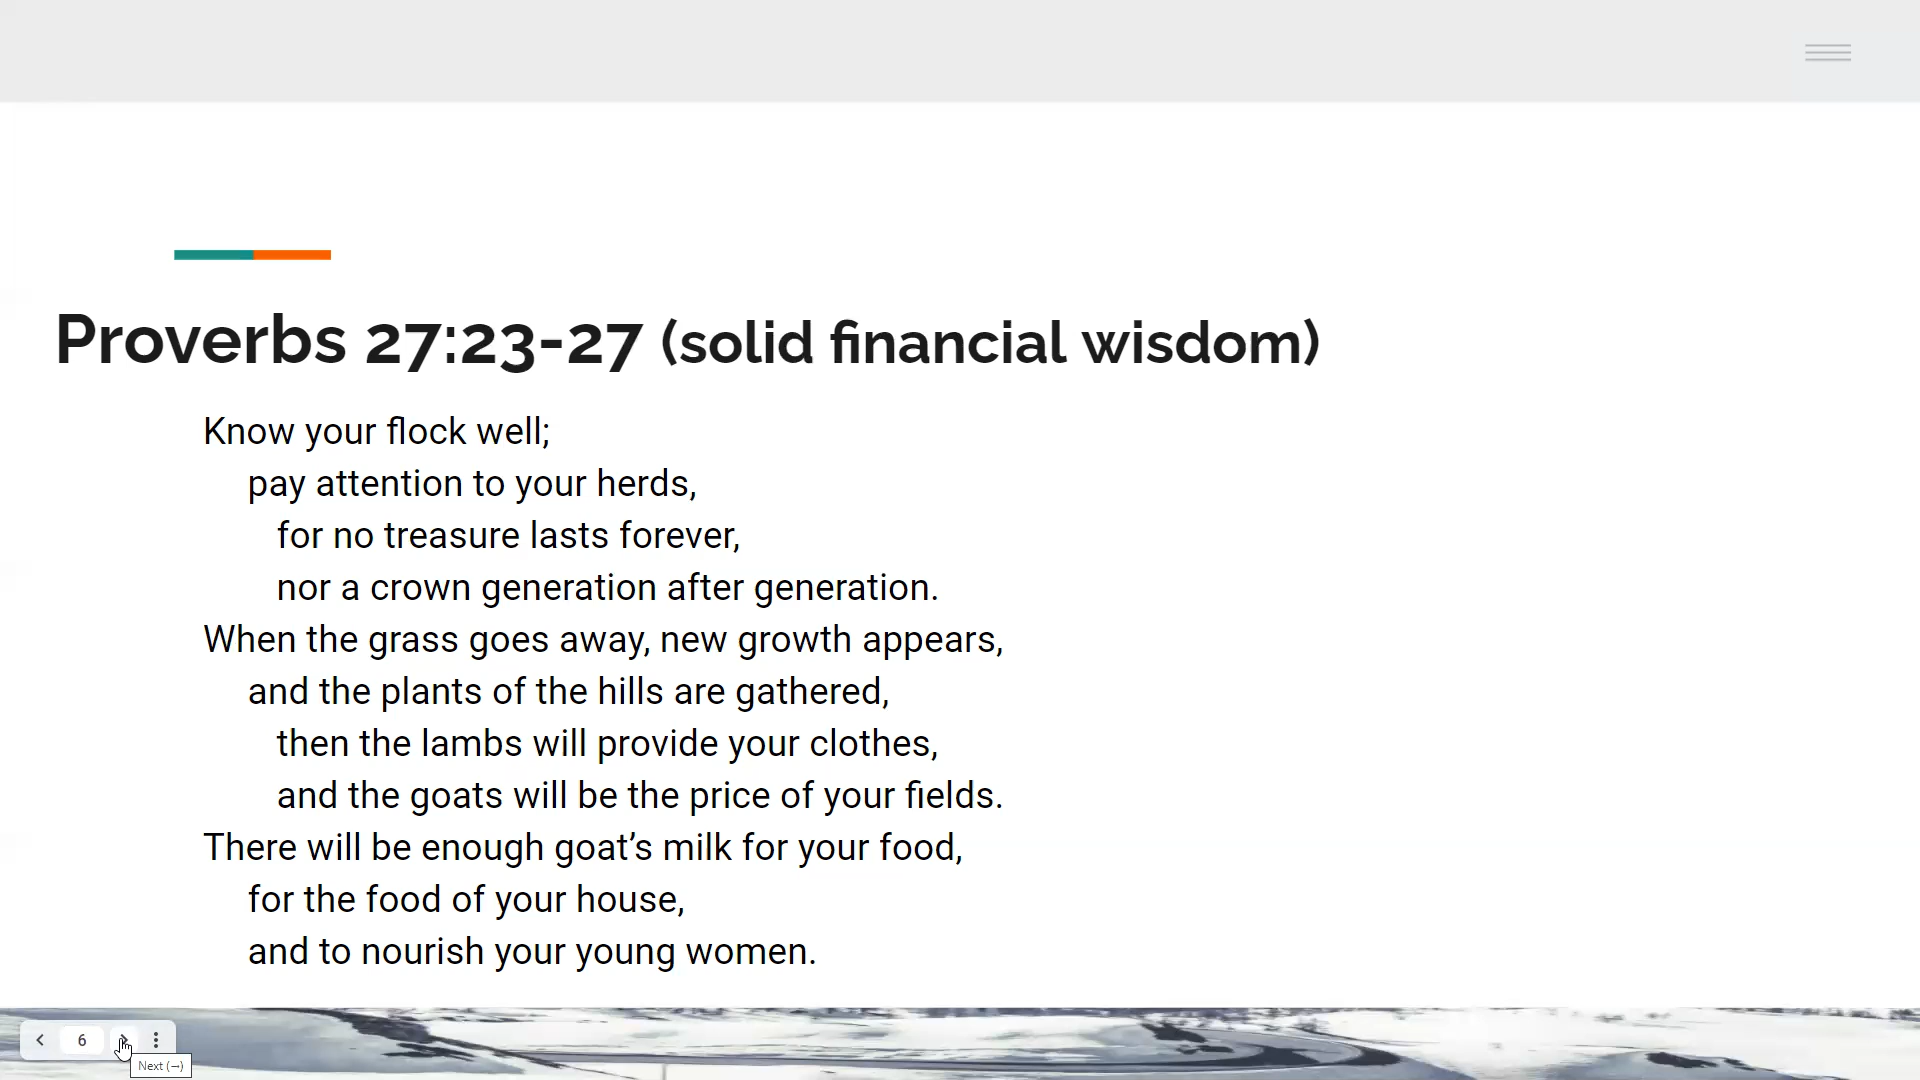 Proverbs 27:23-27 (solid financial wisdom)
Know your flock well;
pay attention to your herds,
for no treasure lasts forever,
nor a crown generation after generation.
When the grass goes away, new growth appears,
and the plants of the hills are gathered,
then the lambs will provide your clothes,
and the goats will be the price of your fields.
There will be enough goat’s milk for your food,
for the food of your house,
and to nourish your young women.
6
Next (→)